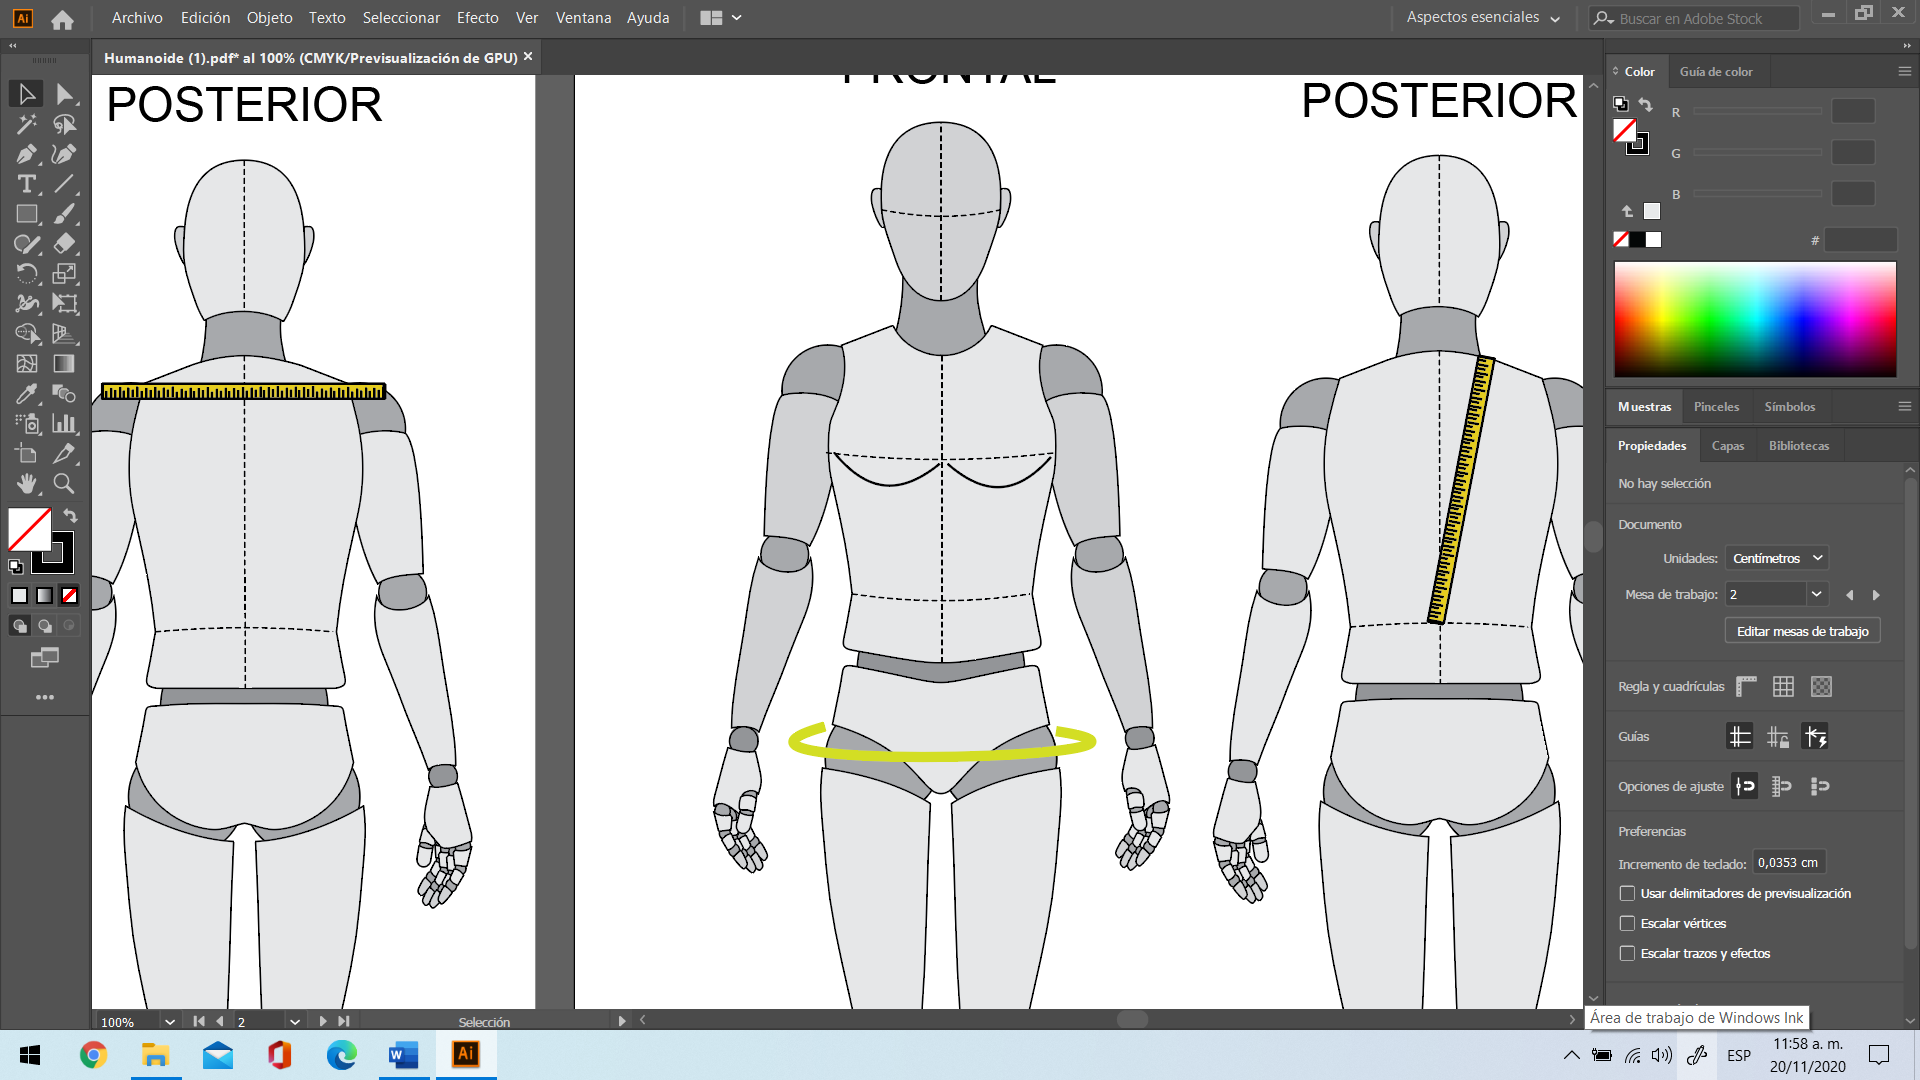 Ai
Archivo Edición Objeto Texto Seleccionar Efecto Ver Ventana Ayuda
Aspectos esenciales
Buscar en Adobe Stock
Humanoide (1).pdf* al 100% (CMYK/Previsualización de GPU)
POSTERIOR
FRONTAL
POSTERIOR
Color Guía de color
R
G
B
#
Muestras Pinceles Símbolos
Propiedades Capas Bibliotecas
No hay selección
Documento
Unidades: Centímetros
Mesa de trabajo: 2
Editar mesas de trabajo
Regla y cuadrículas
Guías
Opciones de ajuste
Preferencias
Incremento de teclado: 0,0353 cm
Usar delimitadores de previsualización
Escalar vértices
Escalar trazos y efectos
100% 2 Selección
Área de trabajo de Windows Ink
Ai
ESP
11:58 a. m.
20/11/2020